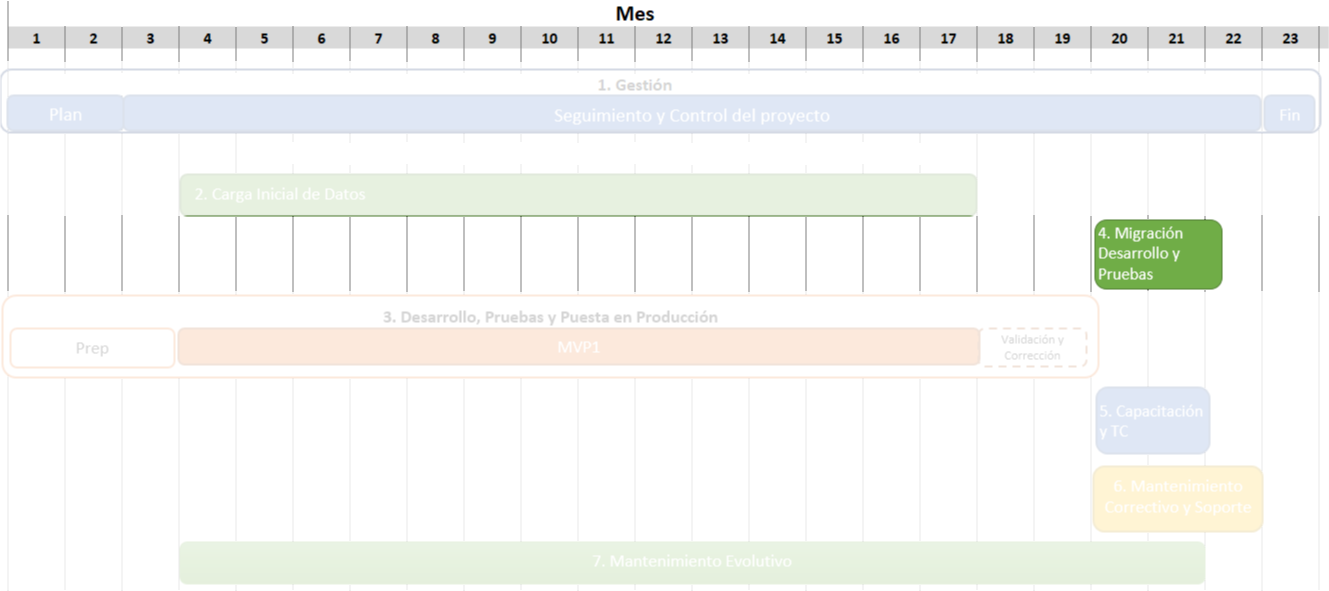 Mes
1 2 3 4 5 6 7 8 9 10 11 12 13 14 15 16 17 18 19 20 21 22 23
1. Gestión
Plan
Seguimiento y Control del proyecto
Fin
2. Carga Inicial de Datos
4. Migración
Desarrollo y
Pruebas
3. Desarrollo, Pruebas y Puesta en Producción
Prep
MVP1
Validación y
Corrección
5. Capacitación
y TC
6. Mantenimiento
Correctivo y Soporte
7. Mantenimiento Evolutivo